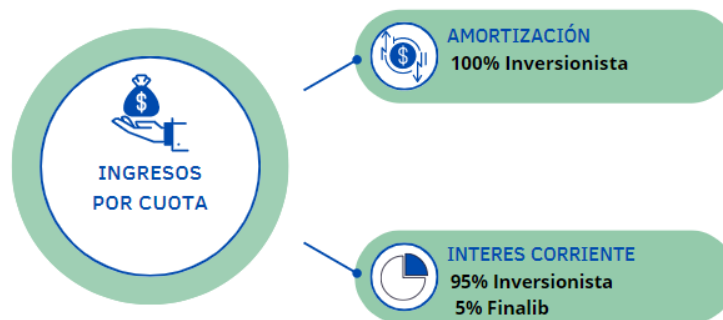 INGRESOS
POR CUOTA
AMORTIZACIÓN
100% Inversionista
INTERES CORRIENTE
95% Inversionista
5% Finalib